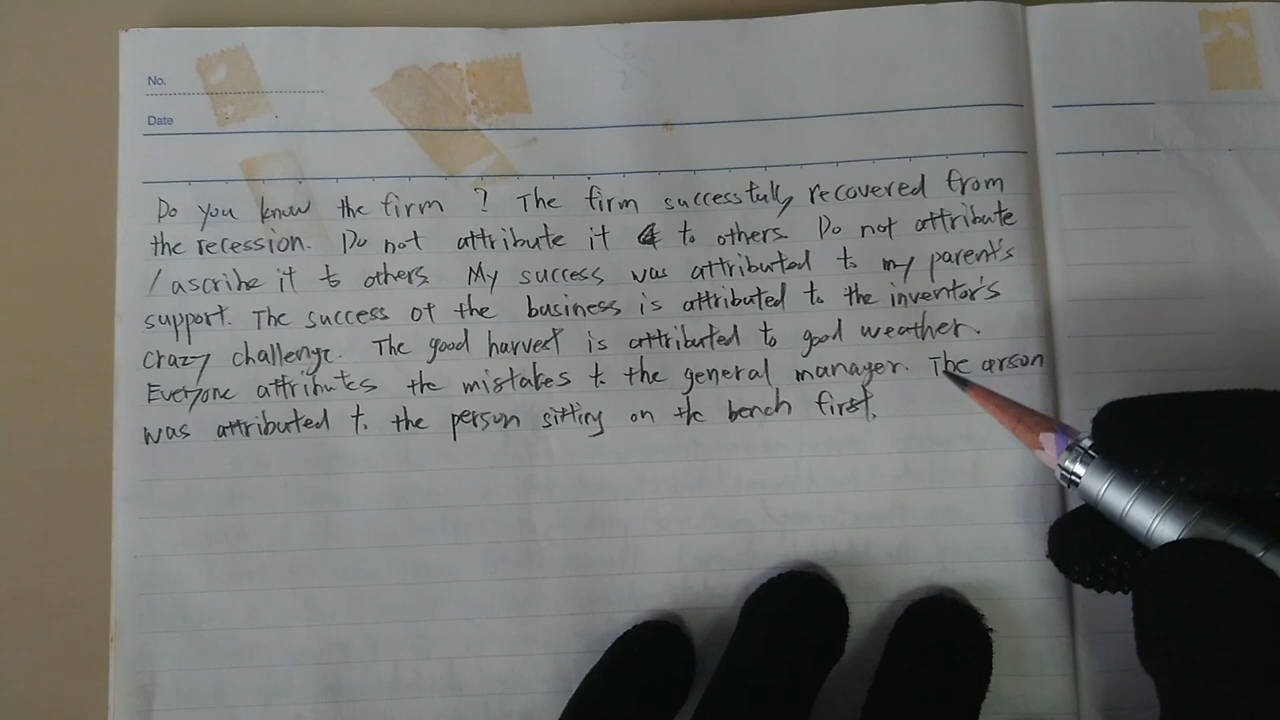 No.
Date
Do you know the firm ? The firm successfully recovered from
the recession. Do not attribute it to others. Do not attribute
/ ascribe it to others. My success was attributed to my parent's
support. The success of the business is attributed to the inventor's
crazy challenge. The good harvest is attributed to good weather.
Everyone attributes the mistakes to the general manager. The arson
was attributed to the person sitting on the bench first.